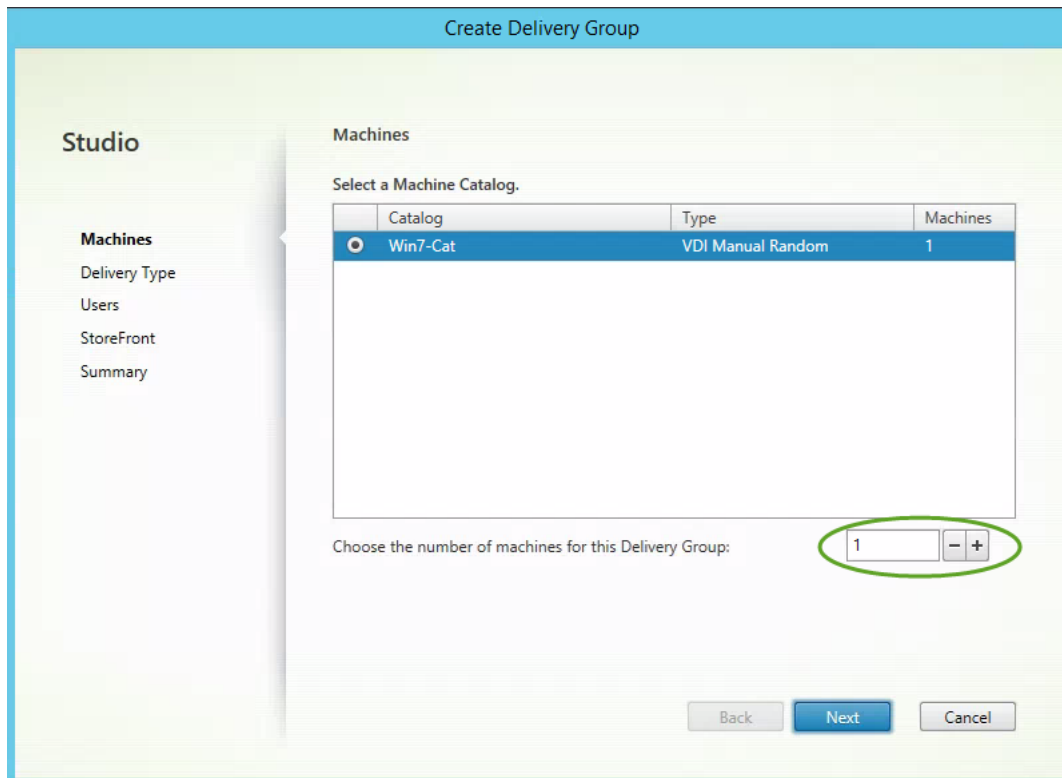 Create Delivery Group
Studio
Machines
Delivery Type
Users
StoreFront
Summary
Machines
Select a Machine Catalog.
Catalog Type Machines
Win7-Cat VDI Manual Random 1
Choose the number of machines for this Delivery Group: 1 - +
Back Next Cancel